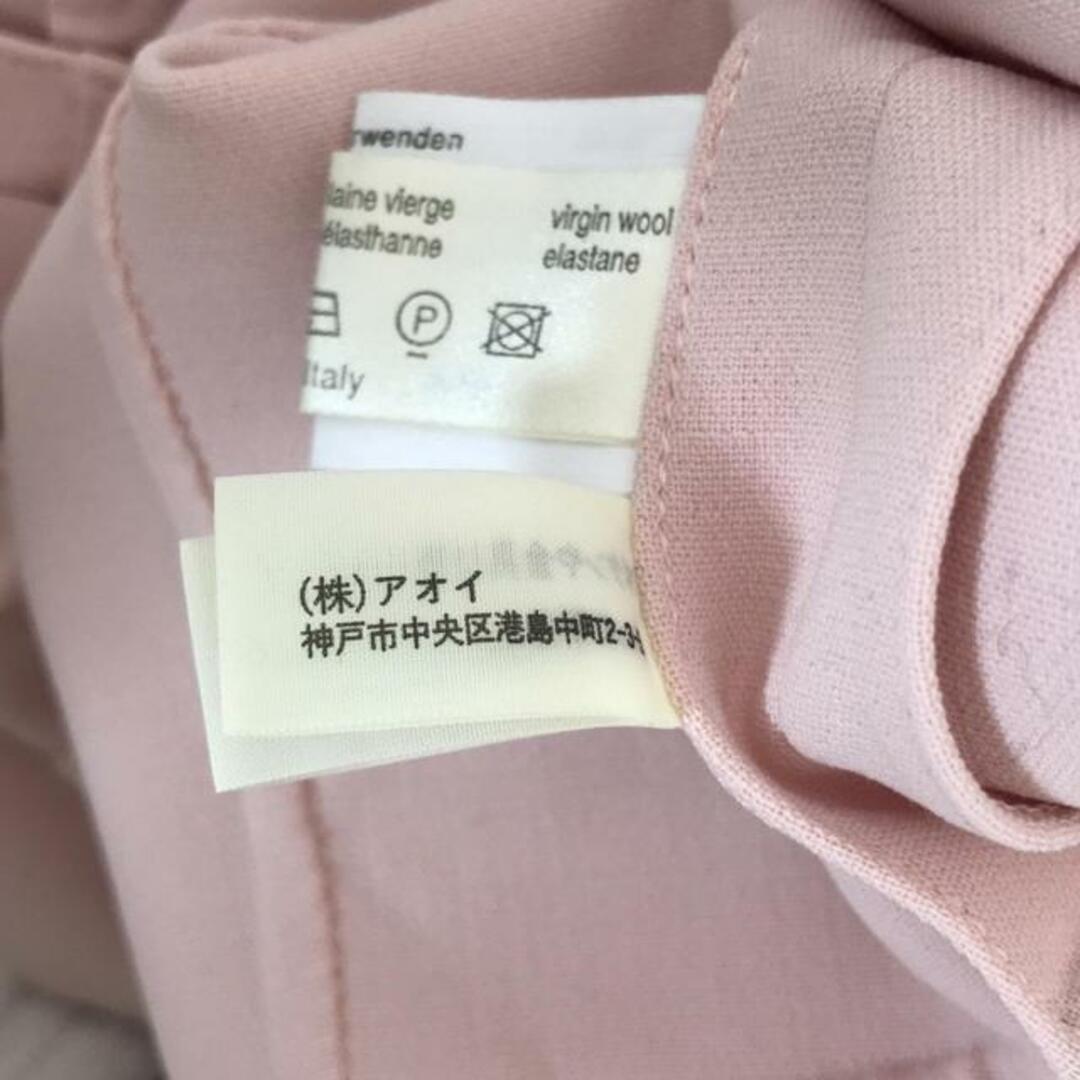 rwenden
laine vierge virgin wool
élasthanne elastane
P
Italy
(株)アオイ
神戸市中央区港島中町2-3-